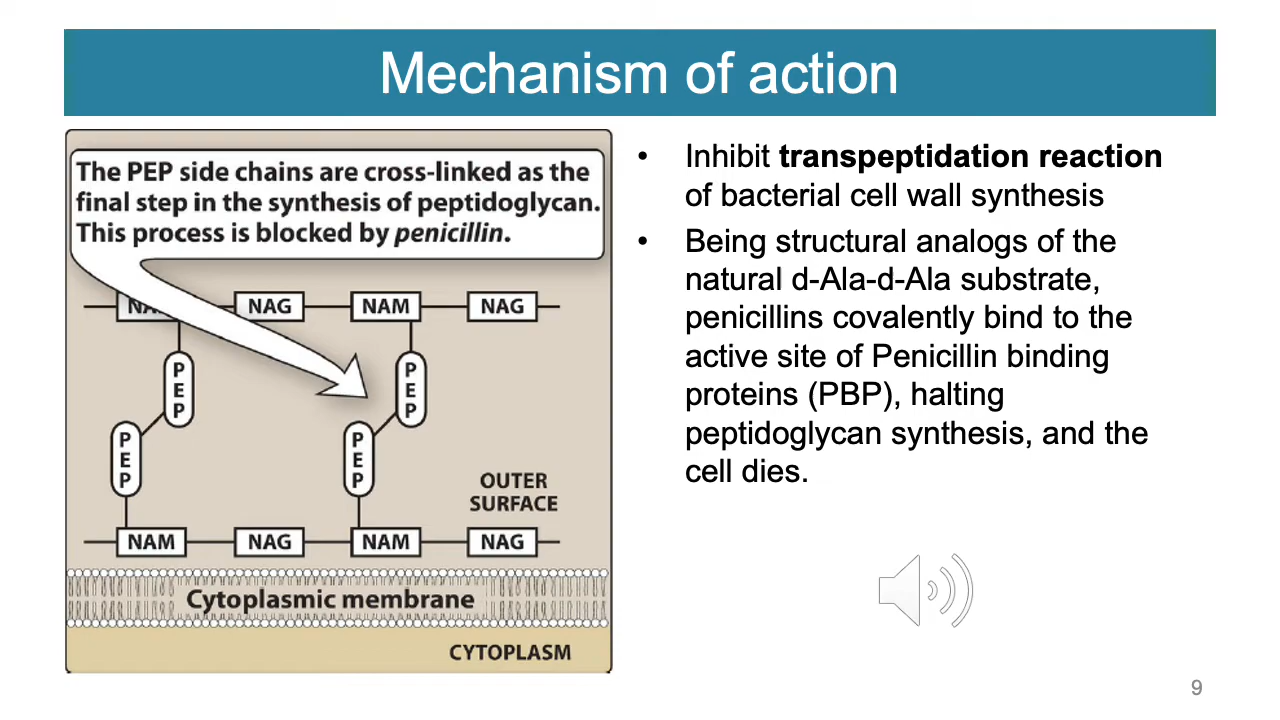 Mechanism of action
The PEP side chains are cross-linked as the
final step in the synthesis of peptidoglycan.
This process is blocked by penicillin.
NAG NAM NAG
PEP PEP
PEP PEP
OUTER
SURFACE
NAM NAG NAM NAG
Cytoplasmic membrane
CYTOPLASM
• Inhibit transpeptidation reaction
of bacterial cell wall synthesis
• Being structural analogs of the
natural d-Ala-d-Ala substrate,
penicillins covalently bind to the
active site of Penicillin binding
proteins (PBP), halting
peptidoglycan synthesis, and the
cell dies.
9